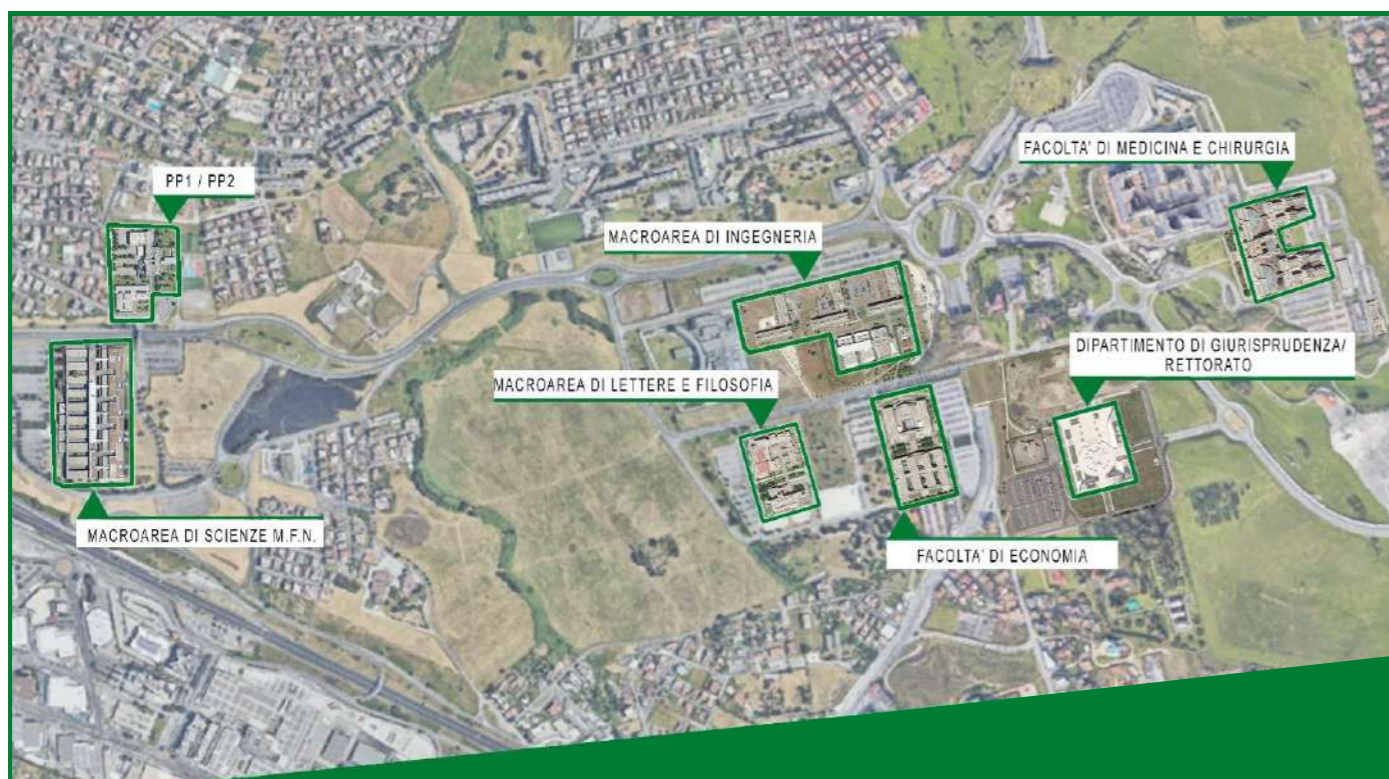 FACOLTA' DI MEDICINA E CHIRURGIA
PP1 / PP2
MACROAREA DI INGEGNERIA
DIPARTIMENTO DI GIURISPRUDENZA/
RETTORATO
MACROAREA DI LETTERE E FILOSOFIA
MACROAREA DI SCIENZE M.F.N.
FACOLTA' DI ECONOMIA